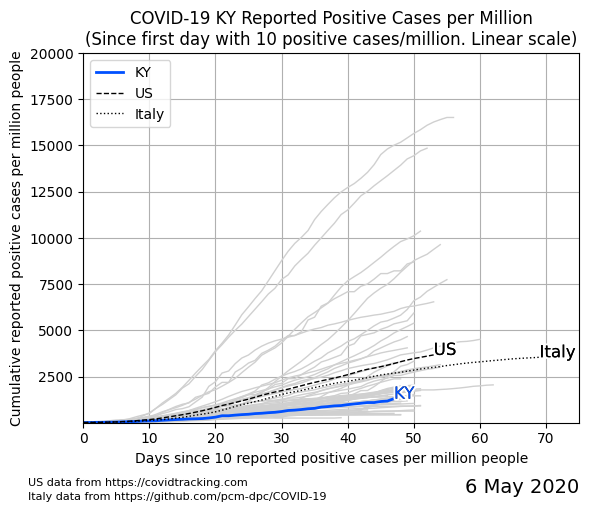 COVID-19 KY Reported Positive Cases per Million
(Since first day with 10 positive cases/million. Linear scale)
Cumulative reported positive cases per million people
20000
17500
15000
12500
10000
7500
5000
2500
KY
US
Italy
US
Italy
KY
0 10 20 30 40 50 60 70
Days since 10 reported positive cases per million people
US data from https://covidtracking.com
Italy data from https://github.com/pcm-dpc/COVID-19
6 May 2020